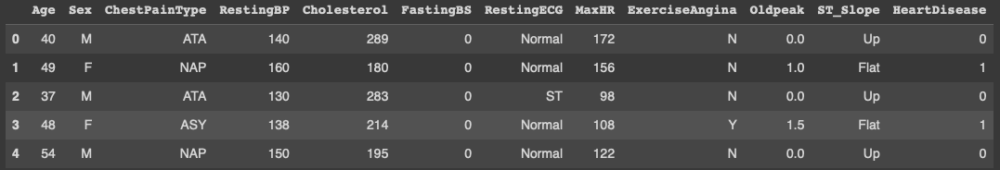 Age Sex ChestPainType RestingBP Cholesterol FastingBS RestingECG MaxHR ExerciseAngina Oldpeak ST_Slope HeartDisease
0 40 M ATA 140 289 0 Normal 172 N 0.0 Up 0
1 49 F NAP 160 180 0 Normal 156 N 1.0 Flat 1
2 37 M ATA 130 283 0 ST 98 N 0.0 Up 0
3 48 F ASY 138 214 0 Normal 108 Y 1.5 Flat 1
4 54 M NAP 150 195 0 Normal 122 N 0.0 Up 0